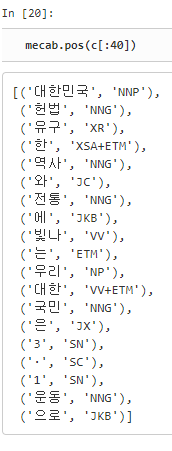 In [20]:
mecab.pos(c[:40])
[('대한민국', 'NNP'),
('헌법', 'NNG'),
('유구', 'XR'),
('한', 'XSA+ETM'),
('역사', 'NNG'),
('와', 'JC'),
('전통', 'NNG'),
('에', 'JKB'),
('빛나', 'VV'),
('는', 'ETM'),
('우리', 'NP'),
('대한', 'VV+ETM'),
('국민', 'NNG'),
('은', 'JX'),
('3', 'SN'),
('·', 'SC'),
('1', 'SN'),
('운동', 'NNG'),
('으로', 'JKB')]